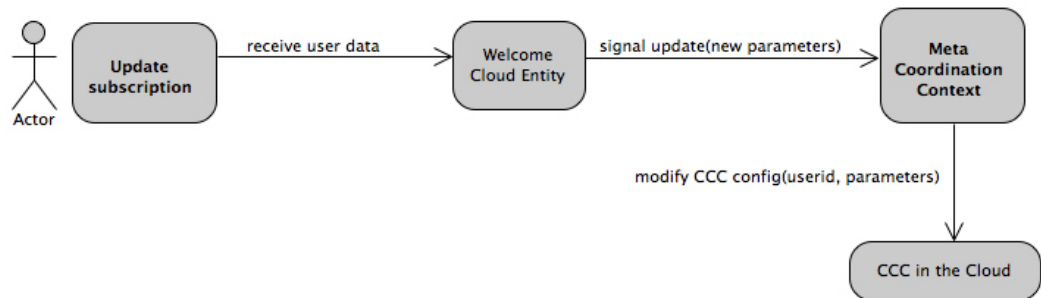 Actor
Update
subscription
receive user data
Welcome
Cloud Entity
signal update(new parameters)
Meta
Coordination
Context
modify CCC config(userid, parameters)
CCC in the Cloud